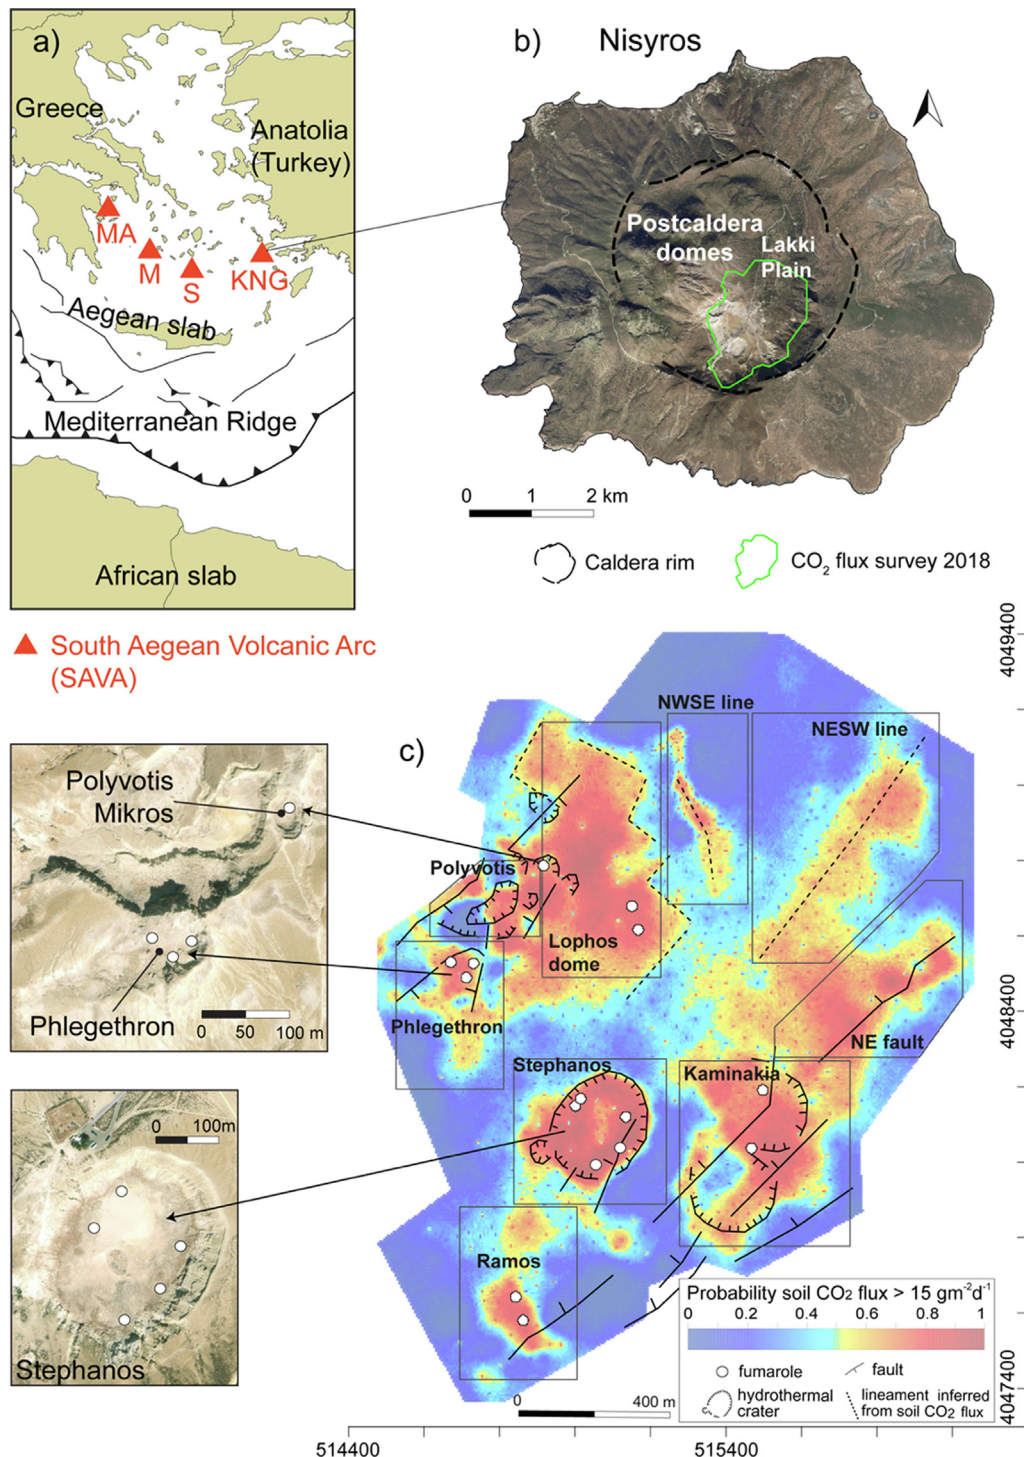 a)
Greece
Anatolia
(Turkey)
MA
M
S
KNG
Aegean slab
Mediterranean Ridge
African slab
South Aegean Volcanic Arc
(SAVA)
b)
Nisyros
Postcaldera
domes
Lakki
Plain
0 1 2 km
Caldera rim
CO2 flux survey 2018
Polyvotis
Mikros
Phlegethron
0 50 100 m
0 100m
Stephanos
c)
NWSE line
NESW line
Polyvotis
Lophos
dome
Phlegethron
NE fault
Stephanos
Kaminakia
Ramos
Probability soil CO2 flux > 15 gm-2d-1
0 0.2 0.4 0.6 0.8 1
fumarole
fault
hydrothermal
crater
lineament inferred
from soil CO2 flux
0 400 m
514400
515400
4049400
4048400
4047400